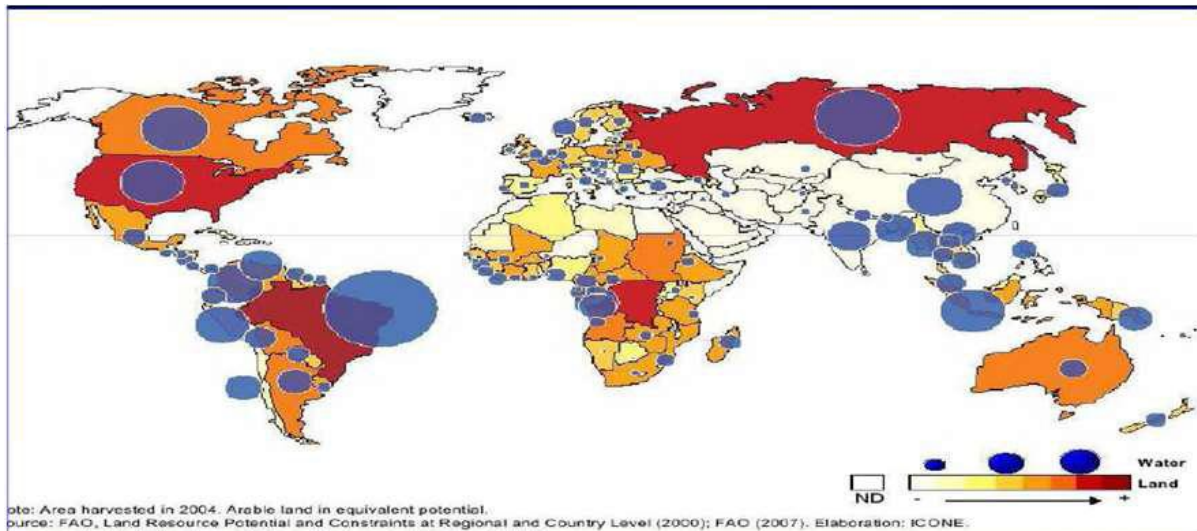 Water
Land
ND
- +
ote: Area harvested in 2004. Arable land in equivalent potential.
ource: FAO, Land Resource Potential and Constraints at Regional and Country Level (2000); FAO (2007). Elaboration: ICONE.